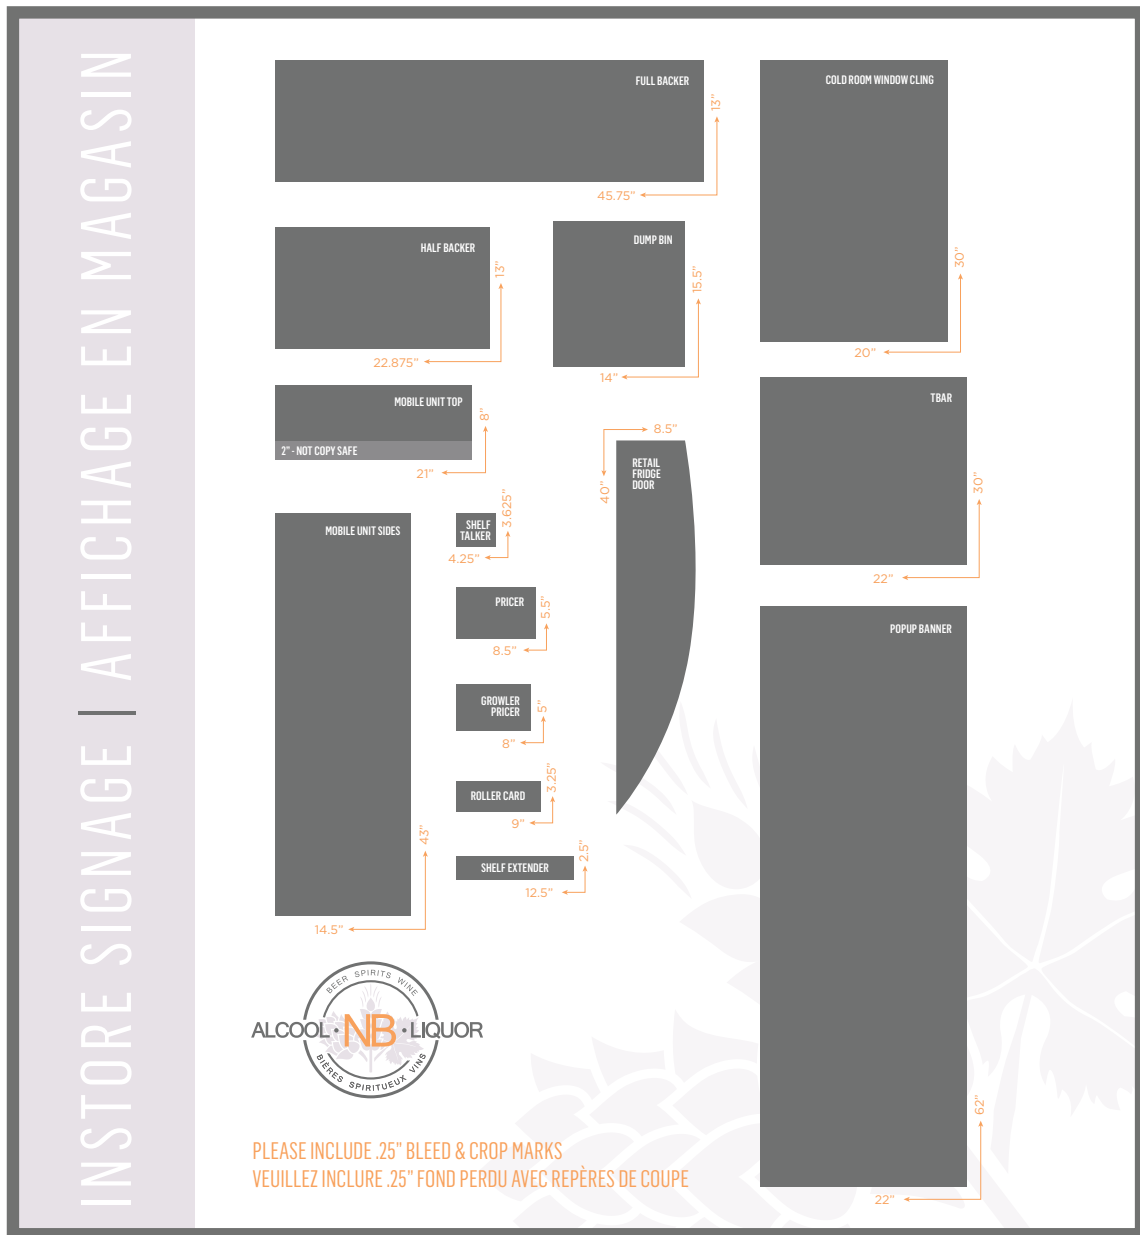 INSTORE SIGNAGE | AFFICHAGE EN MAGASIN
FULL BACKER
13"
45.75"
COLD ROOM WINDOW CLING
30"
20"
HALF BACKER
13"
22.875"
DUMP BIN
15.5"
14"
MOBILE UNIT TOP
2" - NOT COPY SAFE
8"
21"
8.5"
40"
RETAIL
FRIDGE
DOOR
TBAR
30"
22"
MOBILE UNIT SIDES
43"
14.5"
SHELF
TALKER
3.625"
4.25"
PRICER
5.5"
8.5"
GROWLER
PRICER
5"
8"
ROLLER CARD
3.25"
9"
SHELF EXTENDER
2.5"
12.5"
POPUP BANNER
62"
22"
BEER SPIRITS WINE
ALCOOL · NB · LIQUOR
BIÈRES SPIRITUEUX VINS
PLEASE INCLUDE .25" BLEED & CROP MARKS
VEUILLEZ INCLURE .25" FOND PERDU AVEC REPÈRES DE COUPE